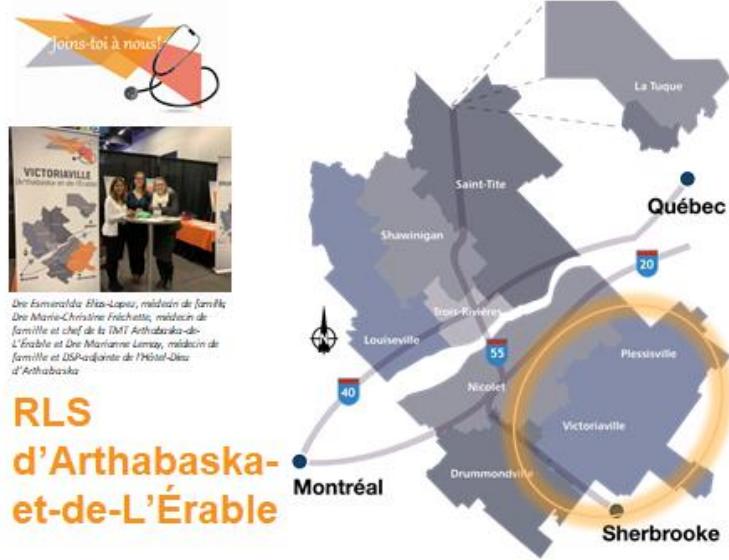 Joins-toi à nous!
VICTORIAVILLE
(Arthabaska-et-de-L'Érable)
Dre Esmeralda Elias-Lopez, médecin de famille,
Dre Marie-Christine Fréchette, médecin de
famille et chef de la TMT Arthabaska-de-
L'Érable et Dre Marianne Lemay, médecin de
famille et DSP-adjointe de l'Hôtel-Dieu
d'Arthabaska
RLS
d'Arthabaska-
et-de-L'Érable
La Tuque
Saint-Tite
Québec
Shawinigan
20
Trois-Rivières
Louiseville
55
Plessisville
Nicolet
40
Victoriaville
Drummondville
Montréal
Sherbrooke